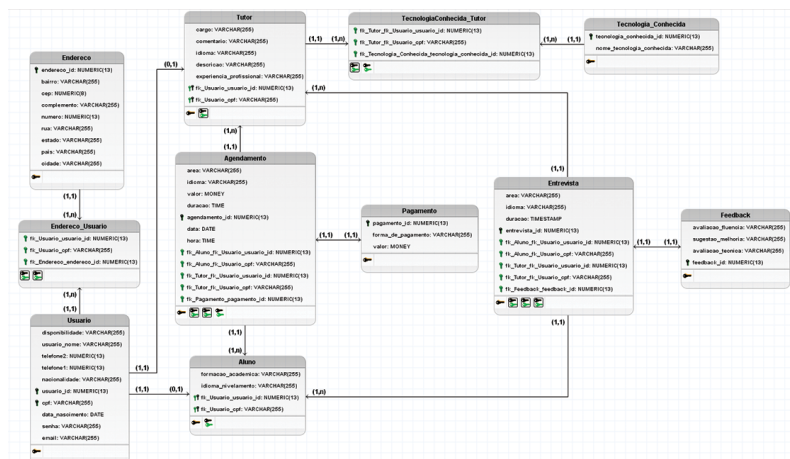 Tutor
cargo: VARCHAR(255)
comentario: VARCHAR(255)
idioma: VARCHAR(255)
descricao: VARCHAR(255)
experiencia_profissional: VARCHAR(255)
fk_Usuario_usuario_id: NUMERIC(13)
fk_Usuario_cpf: VARCHAR(255)
(1,1)
(1,n)
TecnologiaConhecida_Tutor
fk_Tutor_fk_Usuario_usuario_id: NUMERIC(13)
fk_Tutor_fk_Usuario_cpf: VARCHAR(255)
fk_Tecnologia_Conhecida_tecnologia_conhecida_id: NUMERIC(13)
(1,n)
(1,1)
Tecnologia_Conhecida
tecnologia_conhecida_id: NUMERIC(13)
nome_tecnologia_conhecida: VARCHAR(255)
Endereco
endereco_id: NUMERIC(13)
bairro: VARCHAR(255)
cep: NUMERIC(8)
complemento: VARCHAR(255)
numero: NUMERIC(13)
rua: VARCHAR(255)
estado: VARCHAR(255)
país: VARCHAR(255)
cidade: VARCHAR(255)
(0,1)
(1,n)
(1,n)
(1,1)
(1,1)
(1,n)
Agendamento
area: VARCHAR(255)
idioma: VARCHAR(255)
valor: MONEY
duracao: TIME
agendamento_id: NUMERIC(13)
data: DATE
hora: TIME
fk_Aluno_fk_Usuario_usuario_id: NUMERIC(13)
fk_Aluno_fk_Usuario_cpf: VARCHAR(255)
fk_Tutor_fk_Usuario_usuario_id: NUMERIC(13)
fk_Tutor_fk_Usuario_cpf: VARCHAR(255)
fk_Pagamento_pagamento_id: NUMERIC(13)
(1,1)
(1,1)
Pagamento
pagamento_id: NUMERIC(13)
forma_de_pagamento: VARCHAR(255)
valor: MONEY
(1,1)
Entrevista
area: VARCHAR(255)
idioma: VARCHAR(255)
duracao: TIMESTAMP
entrevista_id: NUMERIC(13)
fk_Aluno_fk_Usuario_usuario_id: NUMERIC(13)
fk_Aluno_fk_Usuario_cpf: VARCHAR(255)
fk_Tutor_fk_Usuario_usuario_id: NUMERIC(13)
fk_Tutor_fk_Usuario_cpf: VARCHAR(255)
fk_Feedback_feedback_id: NUMERIC(13)
(1,1)
(1,1)
Feedback
avaliacao_fluencia: VARCHAR(255)
sugestao_melhoria: VARCHAR(255)
avaliacao_tecnica: VARCHAR(255)
feedback_id: NUMERIC(13)
Endereco_Usuario
fk_Usuario_usuario_id: NUMERIC(13)
fk_Usuario_cpf: VARCHAR(255)
fk_Endereco_endereco_id: NUMERIC(13)
(1,n)
(1,1)
Usuario
disponibilidade: VARCHAR(255)
usuario_nome: VARCHAR(255)
telefone2: NUMERIC(13)
telefone1: NUMERIC(13)
nacionalidade: VARCHAR(255)
usuario_id: NUMERIC(13)
cpf: VARCHAR(255)
data_nascimento: DATE
senha: VARCHAR(255)
email: VARCHAR(255)
(1,1)
(1,1)
(0,1)
(1,1)
(1,n)
Aluno
formacao_academica: VARCHAR(255)
idioma_nivelamento: VARCHAR(255)
fk_Usuario_usuario_id: NUMERIC(13)
fk_Usuario_cpf: VARCHAR(255)
(1,n)
(1,1)